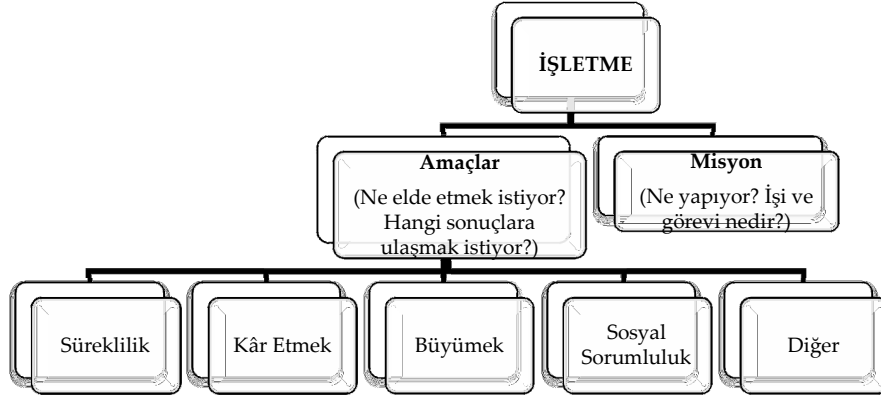 İŞLETME
Amaçlar
(Ne elde etmek istiyor?
Hangi sonuçlara
ulaşmak istiyor?)
Misyon
(Ne yapıyor? İşi ve
görevi nedir?)
Süreklilik
Kâr Etmek
Büyümek
Sosyal
Sorumluluk
Diğer